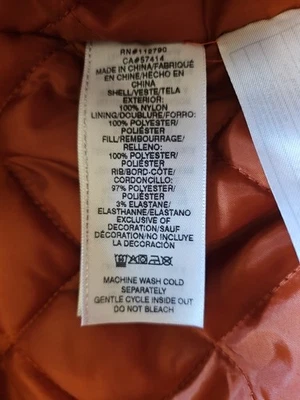 RN#112790
CA#57414
MADE IN CHINA/FABRIQUÉ
EN CHINE/HECHO EN
CHINA
SHELL/VESTE/TELA
EXTERIOR:
100% NYLON
LINING/DOUBLURE/FORRO:
100% POLYESTER/
POLIÉSTER
FILL/REMBOURRAGE/
RELLENO:
100% POLYESTER/
POLIÉSTER
RIB/BORD-CÔTE/
CORDONCILLO:
97% POLYESTER/
POLIÉSTER
3% ELASTANE/
ELASTHANNE/ELASTANO
EXCLUSIVE OF
DECORATION/SAUF
DÉCORATION/NO INCLUYE
LA DECORACIÓN
MACHINE WASH COLD
SEPARATELY
GENTLE CYCLE INSIDE OUT
DO NOT BLEACH